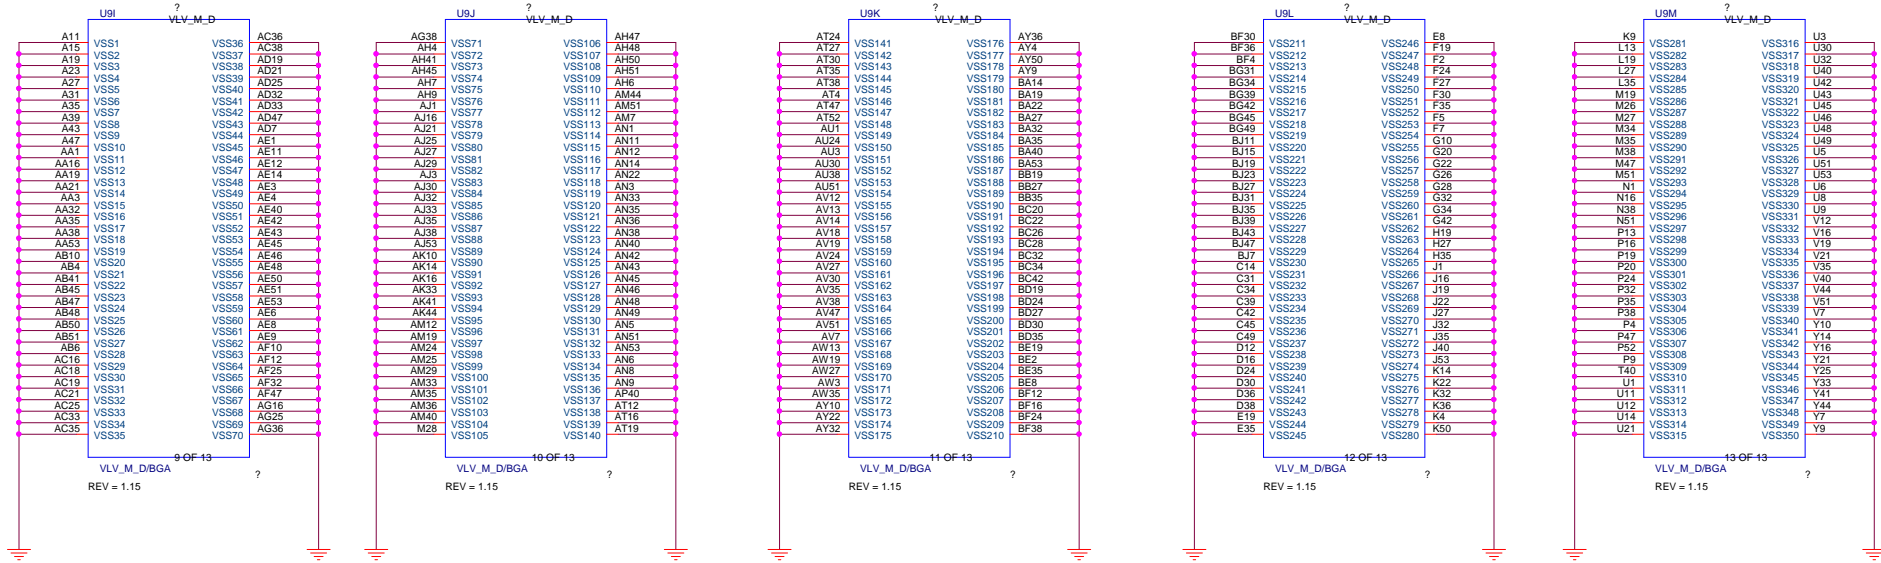 ?
U9I VLV_M_D
A11 VSS1 VSS36 AC36
A15 VSS2 VSS37 AC38
A19 VSS3 VSS38 AD19
A23 VSS4 VSS39 AD21
A27 VSS5 VSS40 AD25
A31 VSS6 VSS41 AD32
A35 VSS7 VSS42 AD33
A39 VSS8 VSS43 AD47
A43 VSS9 VSS44 AD7
A47 VSS10 VSS45 AE1
AA1 VSS11 VSS46 AE11
AA16 VSS12 VSS47 AE12
AA19 VSS13 VSS48 AE14
AA21 VSS14 VSS49 AE3
AA3 VSS15 VSS50 AE4
AA32 VSS16 VSS51 AE40
AA35 VSS17 VSS52 AE42
AA38 VSS18 VSS53 AE43
AA53 VSS19 VSS54 AE45
AB10 VSS20 VSS55 AE46
AB4 VSS21 VSS56 AE48
AB41 VSS22 VSS57 AE50
AB45 VSS23 VSS58 AE51
AB47 VSS24 VSS59 AE53
AB48 VSS25 VSS60 AE6
AB50 VSS26 VSS61 AE8
AB51 VSS27 VSS62 AE9
AB6 VSS28 VSS63 AF10
AC16 VSS29 VSS64 AF12
AC18 VSS30 VSS65 AF25
AC19 VSS31 VSS66 AF32
AC21 VSS32 VSS67 AF47
AC25 VSS33 VSS68 AG16
AC33 VSS34 VSS69 AG25
AC35 VSS35 VSS70 AG36
9 OF 13
VLV_M_D/BGA
?
REV = 1.15
?
U9J VLV_M_D
AG38 VSS71 VSS106 AH47
AH4 VSS72 VSS107 AH48
AH41 VSS73 VSS108 AH50
AH45 VSS74 VSS109 AH51
AH7 VSS75 VSS110 AH6
AH9 VSS76 VSS111 AM44
AJ1 VSS77 VSS112 AM51
AJ16 VSS78 VSS113 AM7
AJ21 VSS79 VSS114 AN1
AJ25 VSS80 VSS115 AN11
AJ27 VSS81 VSS116 AN12
AJ29 VSS82 VSS117 AN14
AJ3 VSS83 VSS118 AN22
AJ30 VSS84 VSS119 AN3
AJ32 VSS85 VSS120 AN33
AJ33 VSS86 VSS121 AN35
AJ35 VSS87 VSS122 AN36
AJ38 VSS88 VSS123 AN38
AJ53 VSS89 VSS124 AN40
AK10 VSS90 VSS125 AN42
AK14 VSS91 VSS126 AN43
AK16 VSS92 VSS127 AN45
AK33 VSS93 VSS128 AN46
AK41 VSS94 VSS129 AN48
AK44 VSS95 VSS130 AN49
AM12 VSS96 VSS131 AN5
AM19 VSS97 VSS132 AN51
AM24 VSS98 VSS133 AN53
AM25 VSS99 VSS134 AN6
AM29 VSS100 VSS135 AN8
AM33 VSS101 VSS136 AN9
AM35 VSS102 VSS137 AP40
AM36 VSS103 VSS138 AT12
AM40 VSS104 VSS139 AT16
M28 VSS105 VSS140 AT19
10 OF 13
VLV_M_D/BGA
?
REV = 1.15
?
U9K VLV_M_D
AT24 VSS141 VSS176 AY36
AT27 VSS142 VSS177 AY4
AT30 VSS143 VSS178 AY50
AT35 VSS144 VSS179 AY9
AT38 VSS145 VSS180 BA14
AT4 VSS146 VSS181 BA19
AT47 VSS147 VSS182 BA22
AT52 VSS148 VSS183 BA27
AU1 VSS149 VSS184 BA32
AU24 VSS150 VSS185 BA35
AU3 VSS151 VSS186 BA40
AU30 VSS152 VSS187 BA53
AU38 VSS153 VSS188 BB19
AU51 VSS154 VSS189 BB27
AV12 VSS155 VSS190 BB35
AV13 VSS156 VSS191 BC20
AV14 VSS157 VSS192 BC22
AV18 VSS158 VSS193 BC26
AV19 VSS159 VSS194 BC28
AV24 VSS160 VSS195 BC32
AV27 VSS161 VSS196 BC34
AV30 VSS162 VSS197 BC42
AV35 VSS163 VSS198 BD19
AV38 VSS164 VSS199 BD24
AV47 VSS165 VSS200 BD27
AV51 VSS166 VSS201 BD30
AV7 VSS167 VSS202 BD35
AW13 VSS168 VSS203 BE19
AW19 VSS169 VSS204 BE2
AW27 VSS170 VSS205 BE35
AW3 VSS171 VSS206 BE8
AW35 VSS172 VSS207 BF12
AY10 VSS173 VSS208 BF16
AY22 VSS174 VSS209 BF24
AY32 VSS175 VSS210 BF38
11 OF 13
VLV_M_D/BGA
?
REV = 1.15
?
U9L VLV_M_D
BF30 VSS211 VSS246 E8
BF36 VSS212 VSS247 F19
BF4 VSS213 VSS248 F2
BG31 VSS214 VSS249 F24
BG34 VSS215 VSS250 F27
BG39 VSS216 VSS251 F30
BG42 VSS217 VSS252 F35
BG45 VSS218 VSS253 F5
BG49 VSS219 VSS254 F7
BJ11 VSS220 VSS255 G10
BJ15 VSS221 VSS256 G20
BJ19 VSS222 VSS257 G22
BJ23 VSS223 VSS258 G26
BJ27 VSS224 VSS259 G28
BJ31 VSS225 VSS260 G32
BJ35 VSS226 VSS261 G34
BJ39 VSS227 VSS262 G42
BJ43 VSS228 VSS263 H19
BJ47 VSS229 VSS264 H27
BJ7 VSS230 VSS265 H35
C14 VSS231 VSS266 J1
C31 VSS232 VSS267 J16
C34 VSS233 VSS268 J19
C39 VSS234 VSS269 J22
C42 VSS235 VSS270 J27
C45 VSS236 VSS271 J32
C49 VSS237 VSS272 J35
D12 VSS238 VSS273 J40
D16 VSS239 VSS274 J53
D24 VSS240 VSS275 K14
D30 VSS241 VSS276 K22
D36 VSS242 VSS277 K32
D38 VSS243 VSS278 K36
E19 VSS244 VSS279 K4
E35 VSS245 VSS280 K50
12 OF 13
VLV_M_D/BGA
?
REV = 1.15
?
U9M VLV_M_D
K9 VSS281 VSS316 U3
L13 VSS282 VSS317 U30
L19 VSS283 VSS318 U32
L27 VSS284 VSS319 U40
L35 VSS285 VSS320 U42
M19 VSS286 VSS321 U43
M26 VSS287 VSS322 U45
M27 VSS288 VSS323 U46
M34 VSS289 VSS324 U48
M35 VSS290 VSS325 U49
M38 VSS291 VSS326 U5
M47 VSS292 VSS327 U51
M51 VSS293 VSS328 U53
N1 VSS294 VSS329 U6
N16 VSS295 VSS330 U8
N38 VSS296 VSS331 U9
N51 VSS297 VSS332 V12
P13 VSS298 VSS333 V16
P16 VSS299 VSS334 V19
P19 VSS300 VSS335 V21
P20 VSS301 VSS336 V35
P24 VSS302 VSS337 V40
P32 VSS303 VSS338 V44
P35 VSS304 VSS339 V51
P38 VSS305 VSS340 V7
P4 VSS306 VSS341 Y10
P47 VSS307 VSS342 Y14
P52 VSS308 VSS343 Y16
P9 VSS309 VSS344 Y21
T40 VSS310 VSS345 Y25
U1 VSS311 VSS346 Y33
U11 VSS312 VSS347 Y41
U12 VSS313 VSS348 Y44
U14 VSS314 VSS349 Y7
U21 VSS315 VSS350 Y9
13 OF 13
VLV_M_D/BGA
?
REV = 1.15